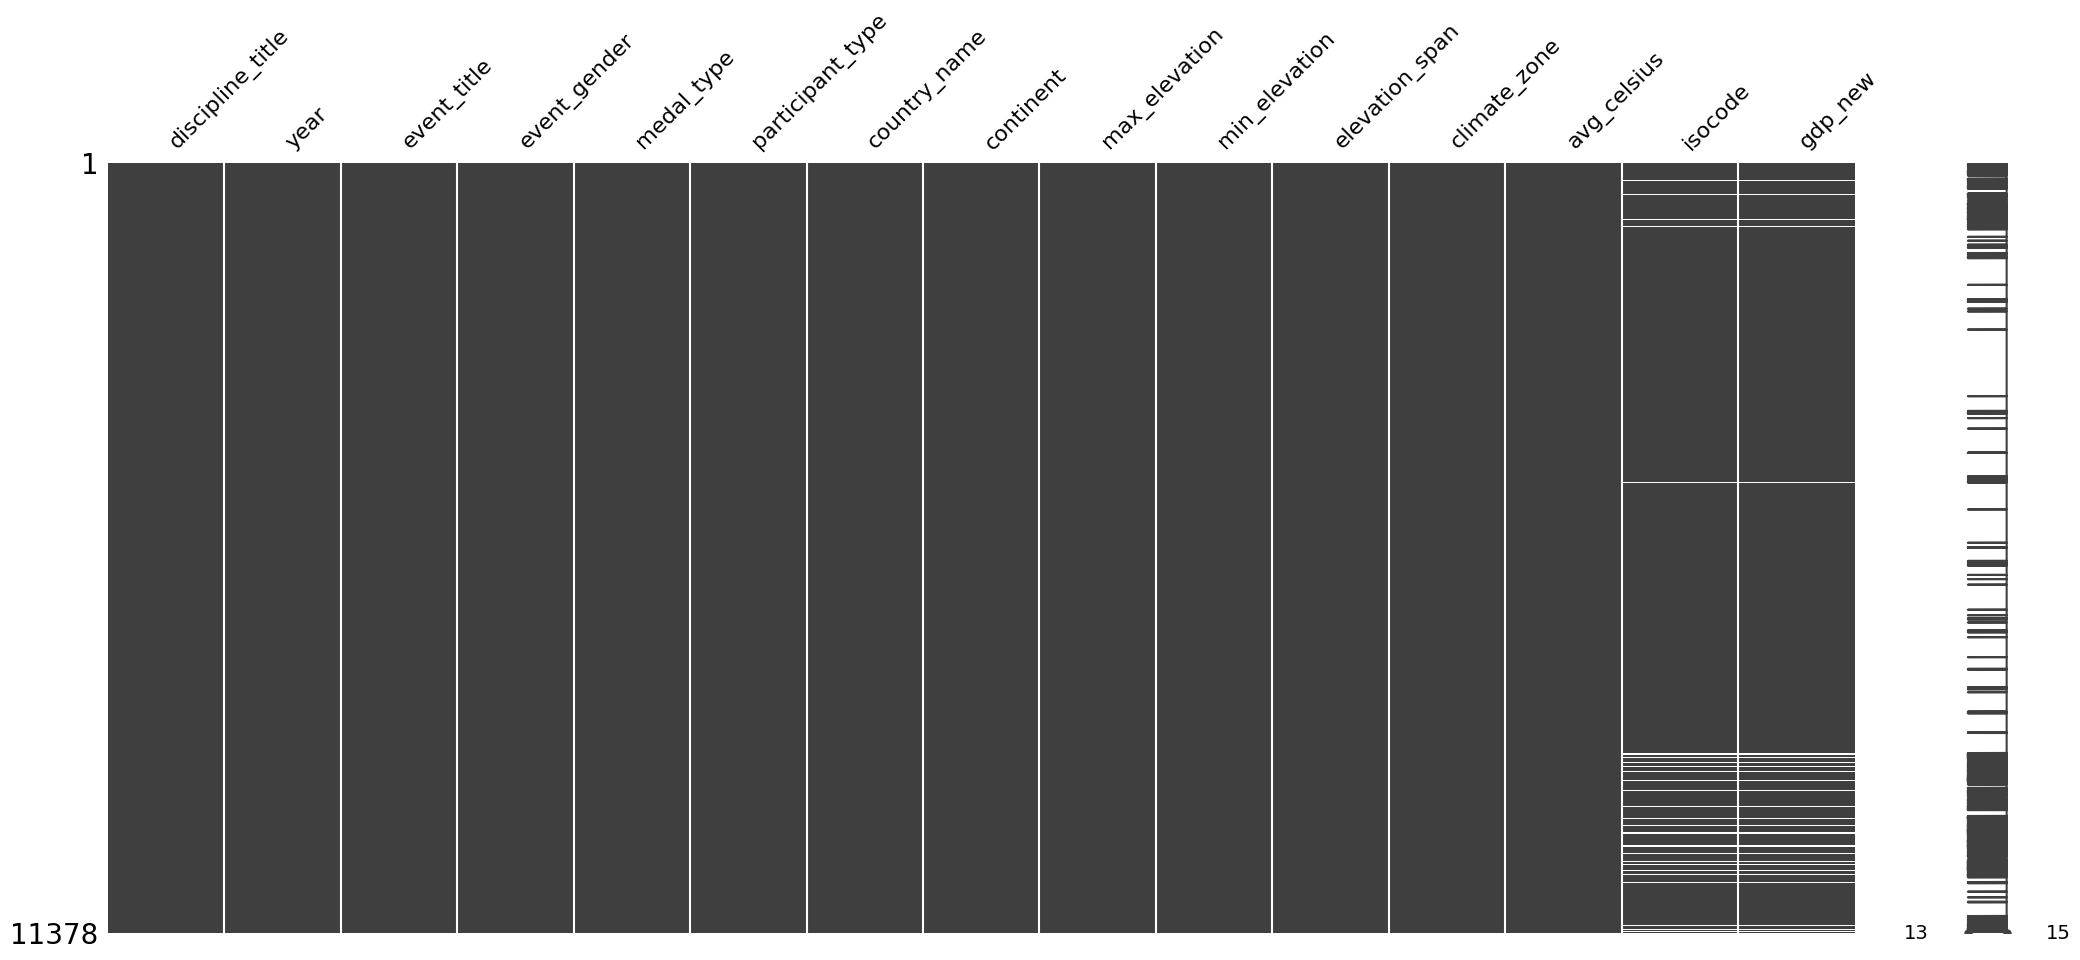 discipline_title
year
event_title
event_gender
medal_type
participant_type
country_name
continent
max_elevation
min_elevation
elevation_span
climate_zone
avg_celsius
isocode
gdp_new
1
11378
13
15